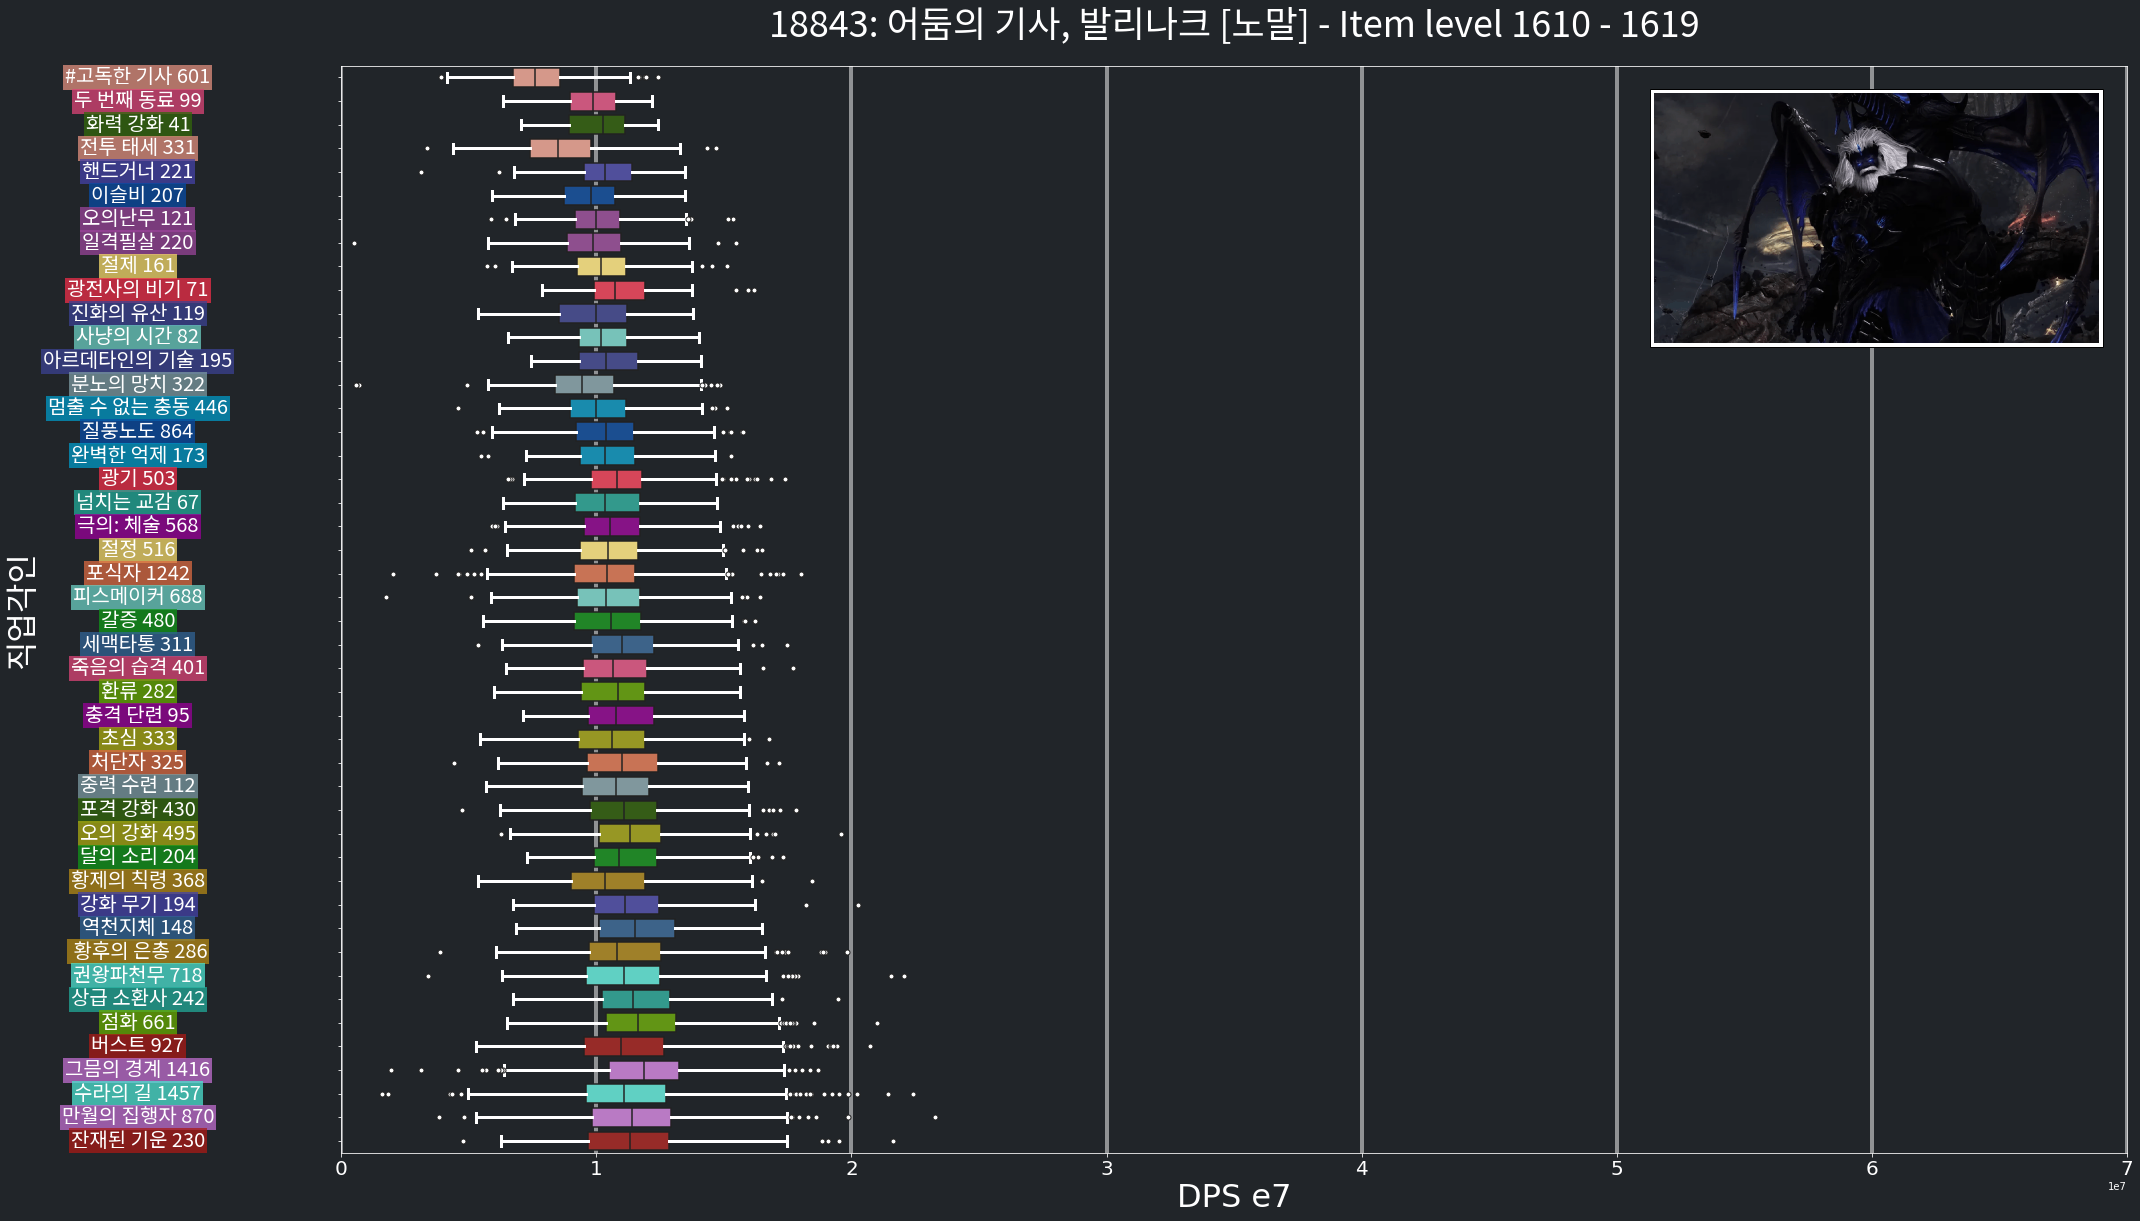 18843: 어둠의 기사, 발리나크 [노말] - Item level 1610 - 1619
#고독한 기사 601
두 번째 동료 99
화력 강화 41
전투 태세 331
핸드거너 221
이슬비 207
오의난무 121
일격필살 220
절제 161
광전사의 비기 71
진화의 유산 119
사냥의 시간 82
아르데타인의 기술 195
분노의 망치 322
멈출 수 없는 충동 446
질풍노도 864
완벽한 억제 173
광기 503
넘치는 교감 67
극의: 체술 568
절정 516
포식자 1242
피스메이커 688
갈증 480
세맥타통 311
죽음의 습격 401
환류 282
충격 단련 95
초심 333
처단자 325
중력 수련 112
포격 강화 430
오의 강화 495
달의 소리 204
황제의 칙령 368
강화 무기 194
역천지체 148
황후의 은총 286
권왕파천무 718
상급 소환사 242
점화 661
버스트 927
그믐의 경계 1416
수라의 길 1457
만월의 집행자 870
잔재된 기운 230
직업각인
0 1 2 3 4 5 6 7
1e7
DPS e7